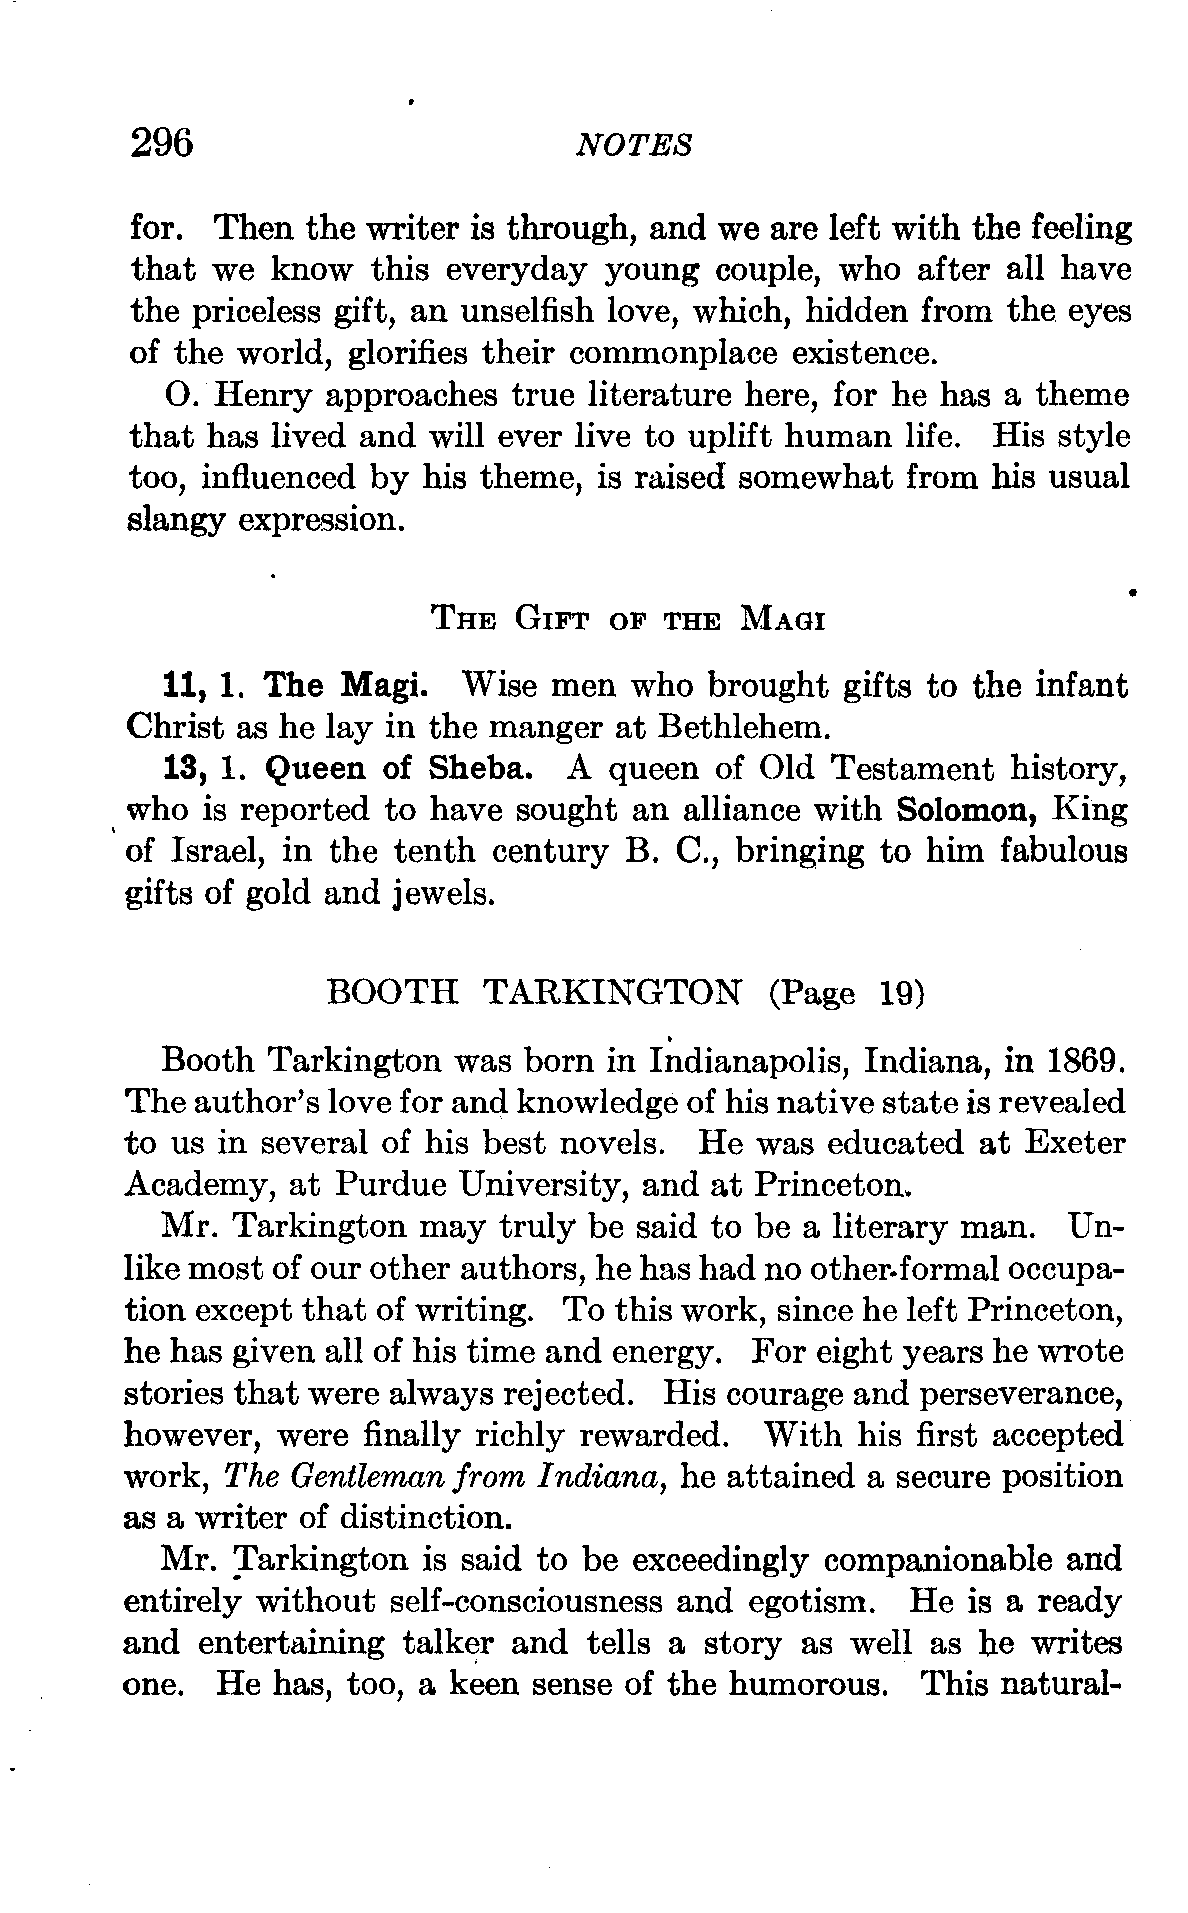 296 NOTES
for. Then the writer is through, and we are left with the feeling
that we know this everyday young couple, who after all have
the priceless gift, an unselfish love, which, hidden from the eyes
of the world, glorifies their commonplace existence.
O. Henry approaches true literature here, for he has a theme
that has lived and will ever live to uplift human life. His style
too, influenced by his theme, is raised somewhat from his usual
slangy expression.
THE GIFT OF THE MAGI
11, 1. The Magi. Wise men who brought gifts to the infant
Christ as he lay in the manger at Bethlehem.
13, 1. Queen of Sheba. A queen of Old Testament history,
who is reported to have sought an alliance with Solomon, King
of Israel, in the tenth century B. C., bringing to him fabulous
gifts of gold and jewels.
BOOTH TARKINGTON (Page 19)
Booth Tarkington was born in Indianapolis, Indiana, in 1869.
The author's love for and knowledge of his native state is revealed
to us in several of his best novels. He was educated at Exeter
Academy, at Purdue University, and at Princeton.
Mr. Tarkington may truly be said to be a literary man. Un-
like most of our other authors, he has had no other formal occupa-
tion except that of writing. To this work, since he left Princeton,
he has given all of his time and energy. For eight years he wrote
stories that were always rejected. His courage and perseverance,
however, were finally richly rewarded. With his first accepted
work, The Gentleman from Indiana, he attained a secure position
as a writer of distinction.
Mr. Tarkington is said to be exceedingly companionable and
entirely without self-consciousness and egotism. He is a ready
and entertaining talker and tells a story as well as he writes
one. He has, too, a keen sense of the humorous. This natural-